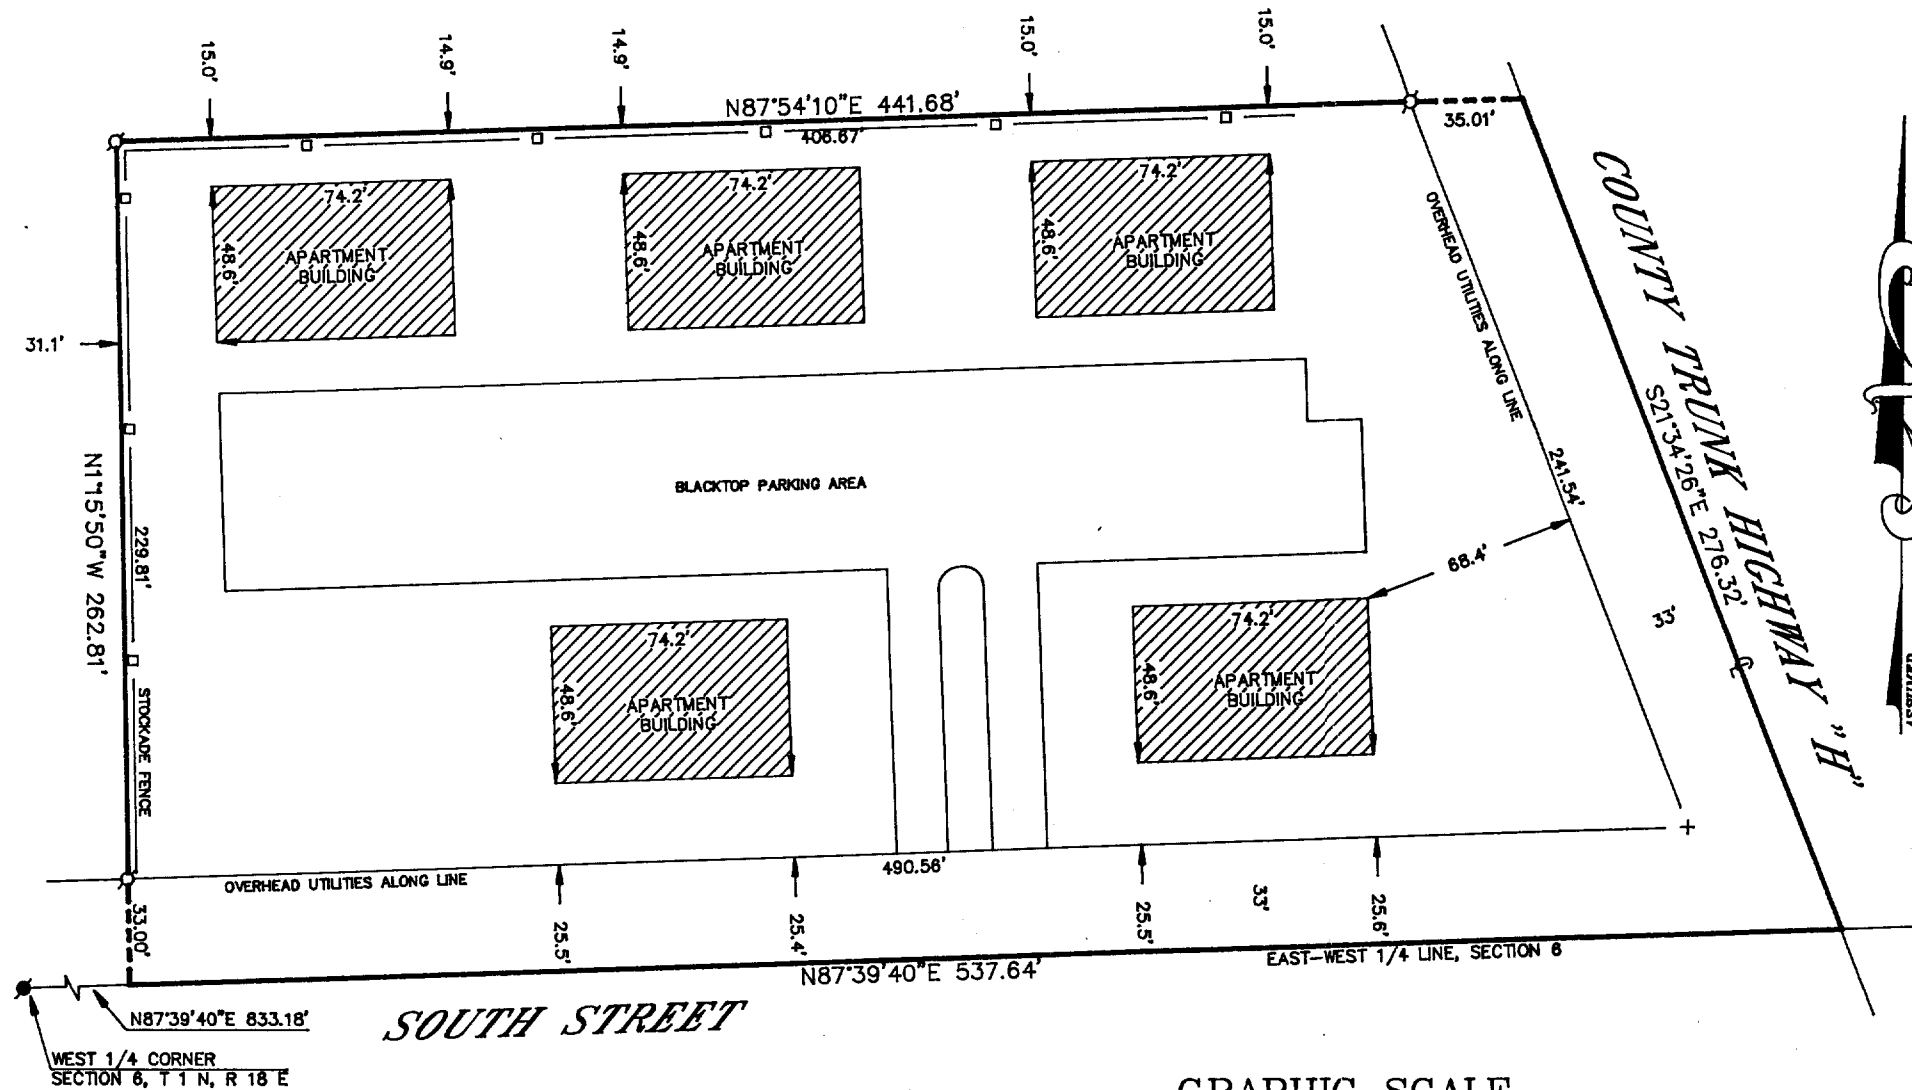 15.0'
14.9'
14.9'
15.0'
15.0'
N87°54'10"E 441.68'
406.67'
35.01'
74.2'
48.6'
APARTMENT
BUILDING
74.2'
48.6'
APARTMENT
BUILDING
74.2'
48.6'
APARTMENT
BUILDING
OVERHEAD UTILITIES ALONG LINE
COUNTY TRUNK HIGHWAY "H"
S21°34'26"E 276.32'
31.1'
N1°15'50"W 262.81'
229.81'
STOCKADE FENCE
BLACKTOP PARKING AREA
241.54'
68.4'
33'
74.2'
48.6'
APARTMENT
BUILDING
74.2'
48.6'
APARTMENT
BUILDING
OVERHEAD UTILITIES ALONG LINE
490.56'
33.00'
25.5'
25.4'
25.5'
33'
25.6'
N87°39'40"E 537.64'
EAST-WEST 1/4 LINE, SECTION 6
N87°39'40"E 833.18'
SOUTH STREET
WEST 1/4 CORNER
SECTION 6, T 1 N, R 18 E
GRAPHIC SCALE